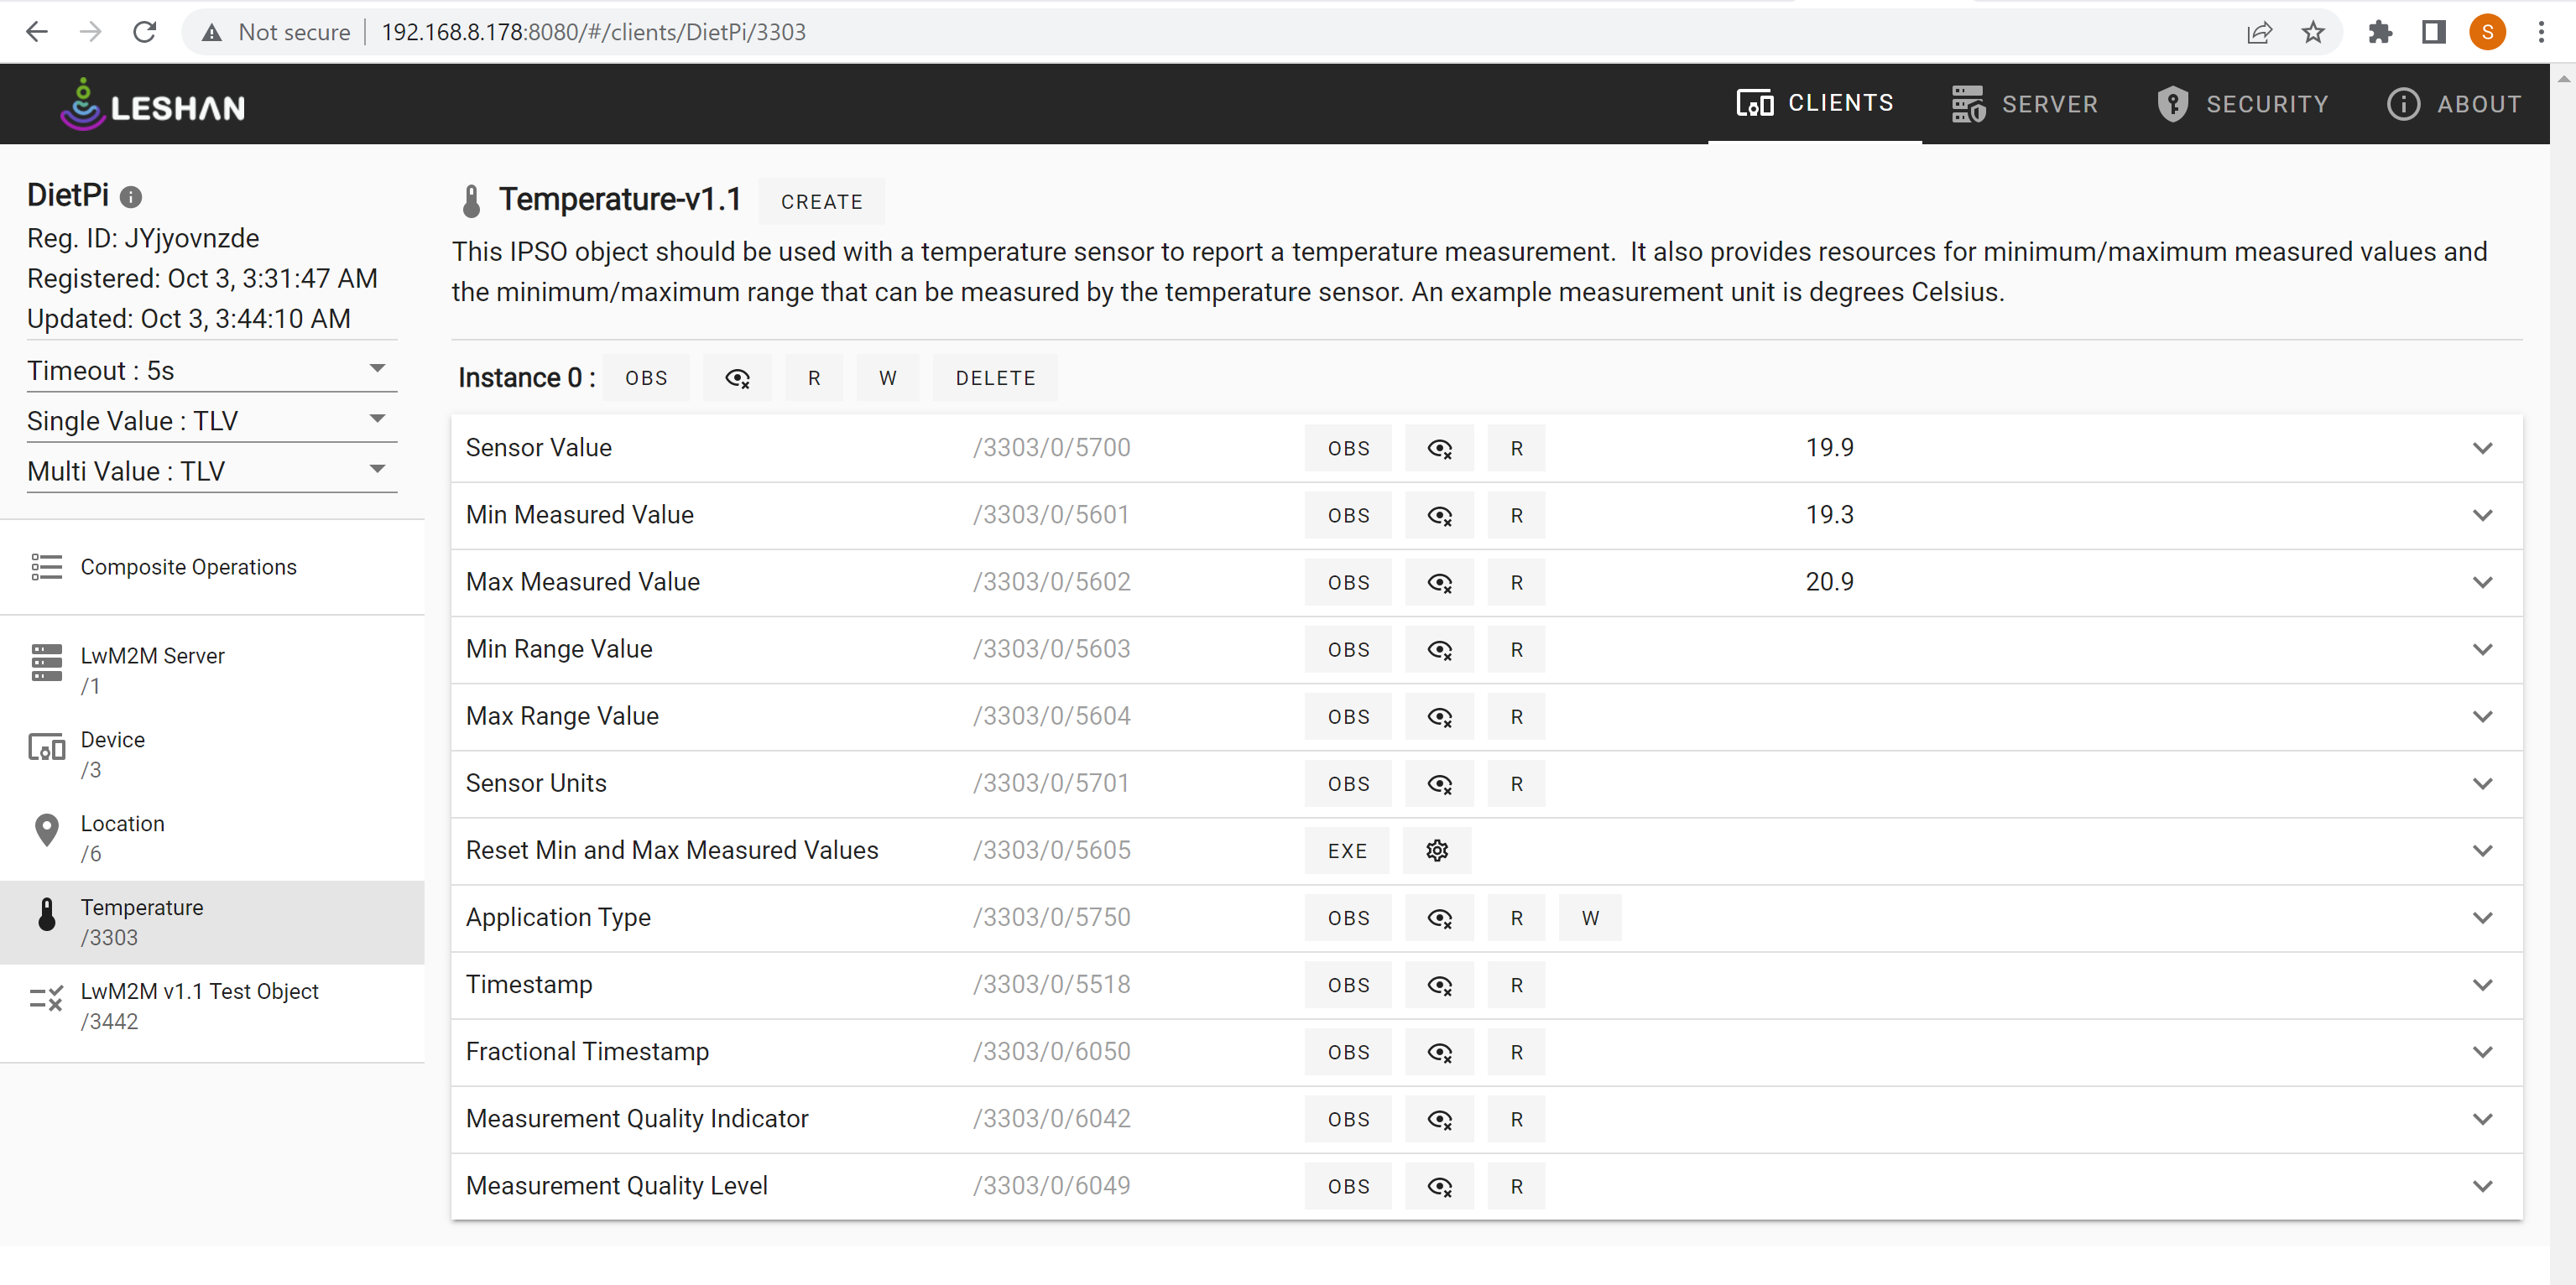 Not secure | 192.168.8.178:8080/#/clients/DietPi/3303
S
LESHAN
CLIENTS
SERVER
SECURITY
ABOUT
DietPi
Reg. ID: JYjyovnzde
Registered: Oct 3, 3:31:47 AM
Updated: Oct 3, 3:44:10 AM
Timeout : 5s
Single Value : TLV
Multi Value : TLV
Composite Operations
LwM2M Server
/1
Device
/3
Location
/6
Temperature
/3303
LwM2M v1.1 Test Object
/3442
Temperature-v1.1 CREATE
This IPSO object should be used with a temperature sensor to report a temperature measurement.  It also provides resources for minimum/maximum measured values and
the minimum/maximum range that can be measured by the temperature sensor. An example measurement unit is degrees Celsius.
Instance 0 : OBS R W DELETE
Sensor Value /3303/0/5700 OBS R 19.9
Min Measured Value /3303/0/5601 OBS R 19.3
Max Measured Value /3303/0/5602 OBS R 20.9
Min Range Value /3303/0/5603 OBS R
Max Range Value /3303/0/5604 OBS R
Sensor Units /3303/0/5701 OBS R
Reset Min and Max Measured Values /3303/0/5605 EXE
Application Type /3303/0/5750 OBS R W
Timestamp /3303/0/5518 OBS R
Fractional Timestamp /3303/0/6050 OBS R
Measurement Quality Indicator /3303/0/6042 OBS R
Measurement Quality Level /3303/0/6049 OBS R